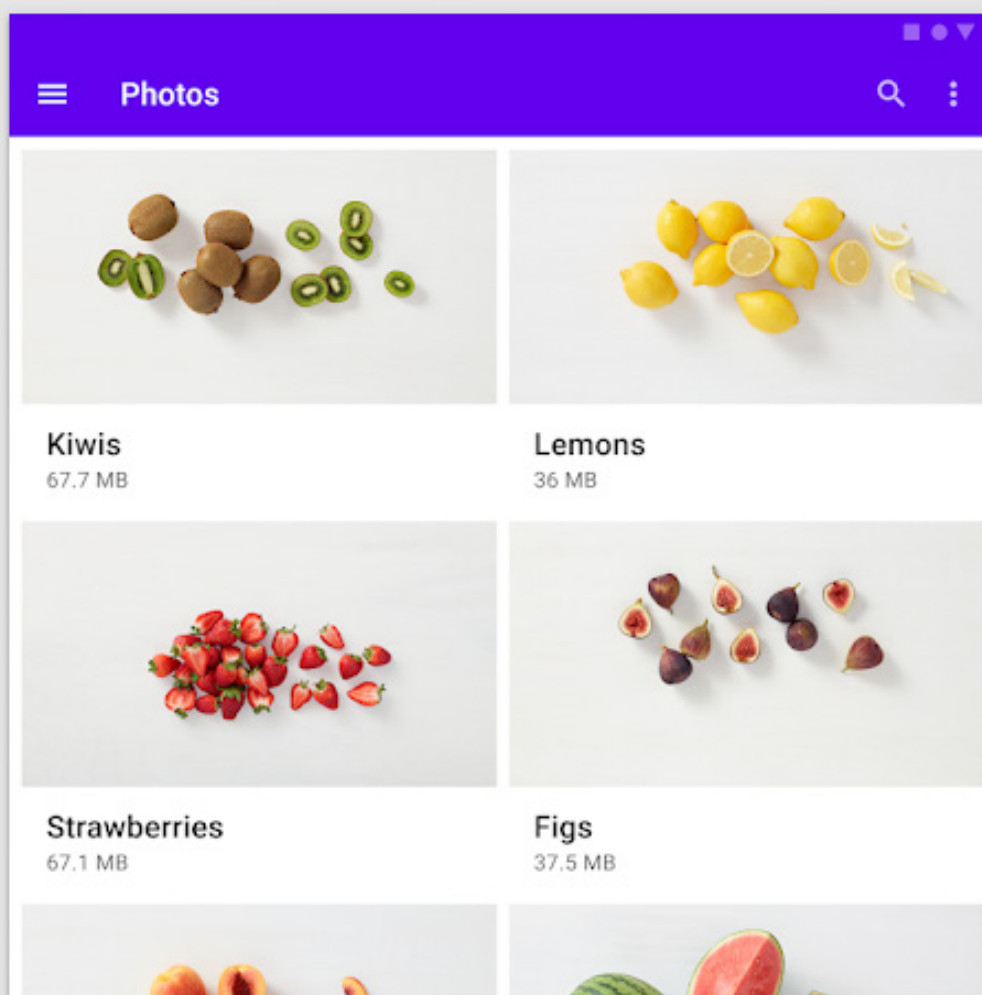 Photos
Kiwis
67.7 MB
Lemons
36 MB
Strawberries
67.1 MB
Figs
37.5 MB